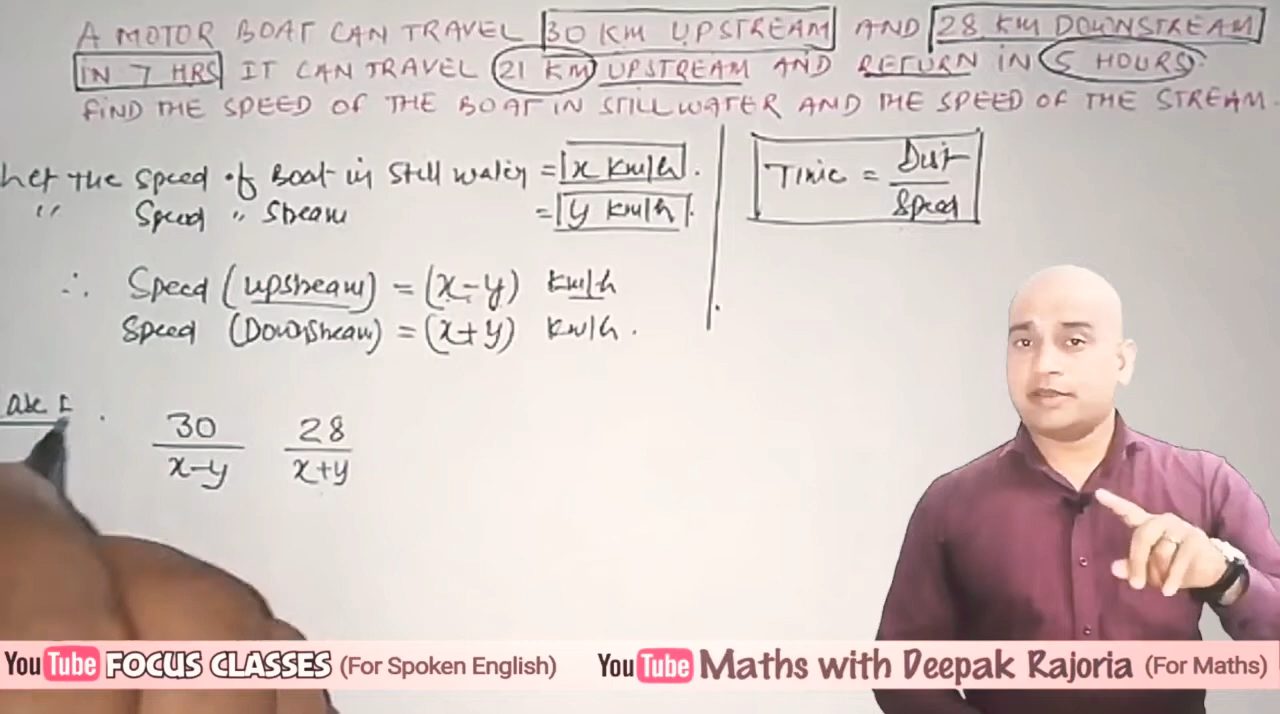 A MOTOR BOAT CAN TRAVEL 30 KM UPSTREAM AND 28 KM DOWNSTREAM
IN 7 HRS IT CAN TRAVEL 21 KM UPSTREAM AND RETURN IN 5 HOURS.
FIND THE SPEED OF THE BOAT IN STILL WATER AND THE SPEED OF THE STREAM.
Let the Speed of Boat in Still Water = x km/h.
" Speed " Stream = y km/h.
Time = Dist / Speed
∴ Speed (upstream) = (x-y) km/h
Speed (Downstream) = (x+y) km/h.
ase I
30 / x-y 28 / x+y
YouTube FOCUS CLASSES (For Spoken English) YouTube Maths with Deepak Rajoria (For Maths)